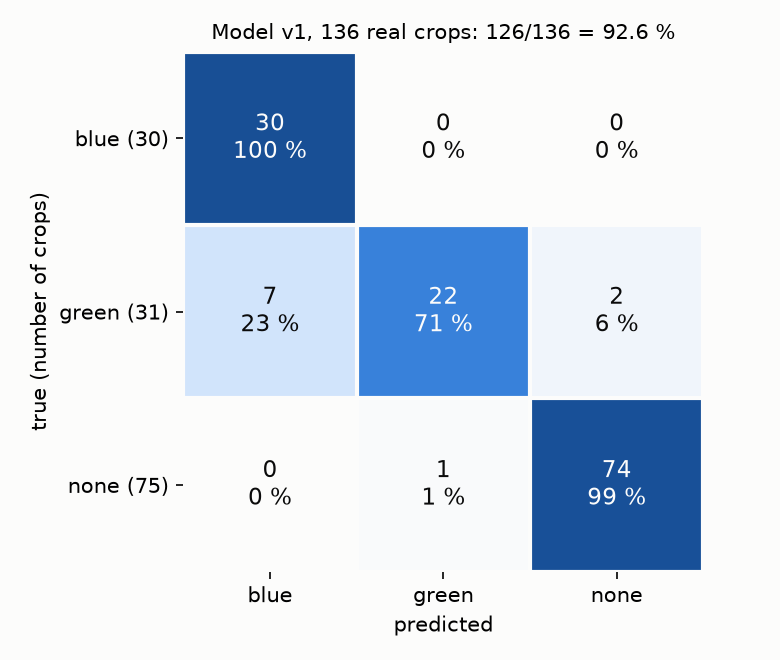 Model v1, 136 real crops: 126/136 = 92.6 %
true (number of crops)
blue (30)
30
100 %
0
0 %
0
0 %
green (31)
7
23 %
22
71 %
2
6 %
none (75)
0
0 %
1
1 %
74
99 %
blue
green
none
predicted